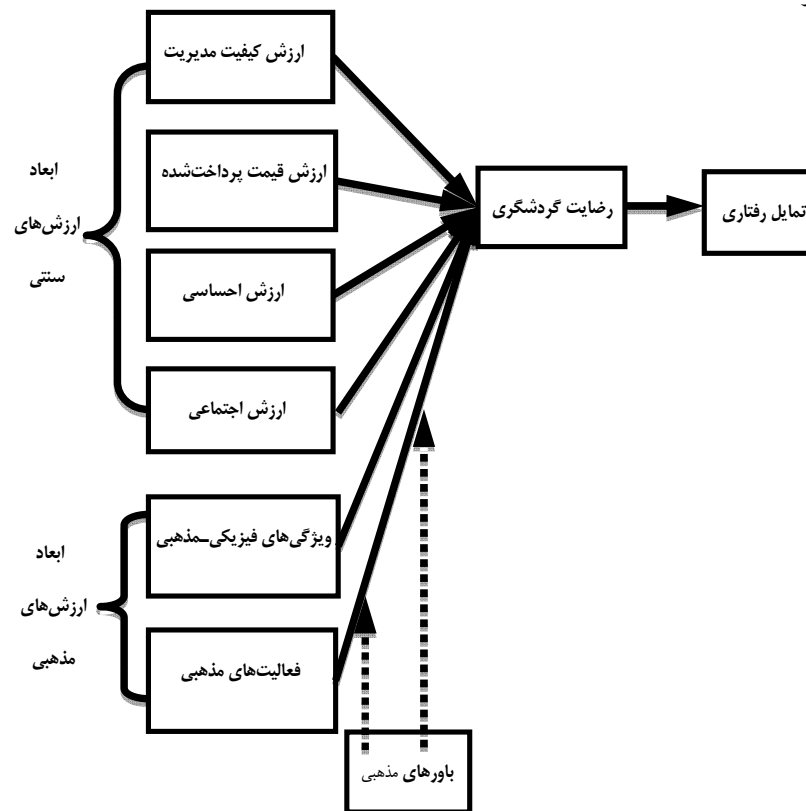 ارزش کیفیت مدیریت
ارزش قیمت پرداخت‌شده
ارزش احساسی
ارزش اجتماعی
ابعاد
ارزش‌های
سنتی
ویژگی‌های فیزیکی-مذهبی
فعالیت‌های مذهبی
ابعاد
ارزش‌های
مذهبی
باورهای مذهبی
رضایت گردشگری
تمایل رفتاری